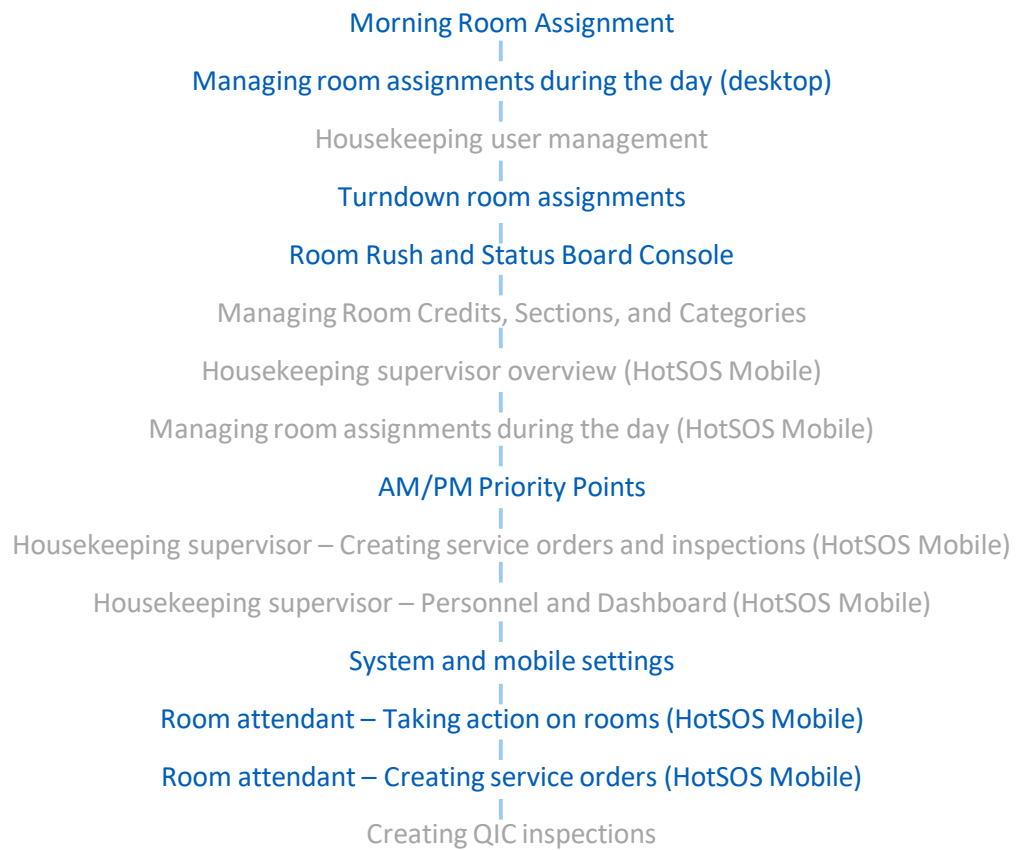 Morning Room Assignment
Managing room assignments during the day (desktop)
Housekeeping user management
Turndown room assignments
Room Rush and Status Board Console
Managing Room Credits, Sections, and Categories
Housekeeping supervisor overview (HotSOS Mobile)
Managing room assignments during the day (HotSOS Mobile)
AM/PM Priority Points
Housekeeping supervisor – Creating service orders and inspections (HotSOS Mobile)
Housekeeping supervisor – Personnel and Dashboard (HotSOS Mobile)
System and mobile settings
Room attendant – Taking action on rooms (HotSOS Mobile)
Room attendant – Creating service orders (HotSOS Mobile)
Creating QIC inspections